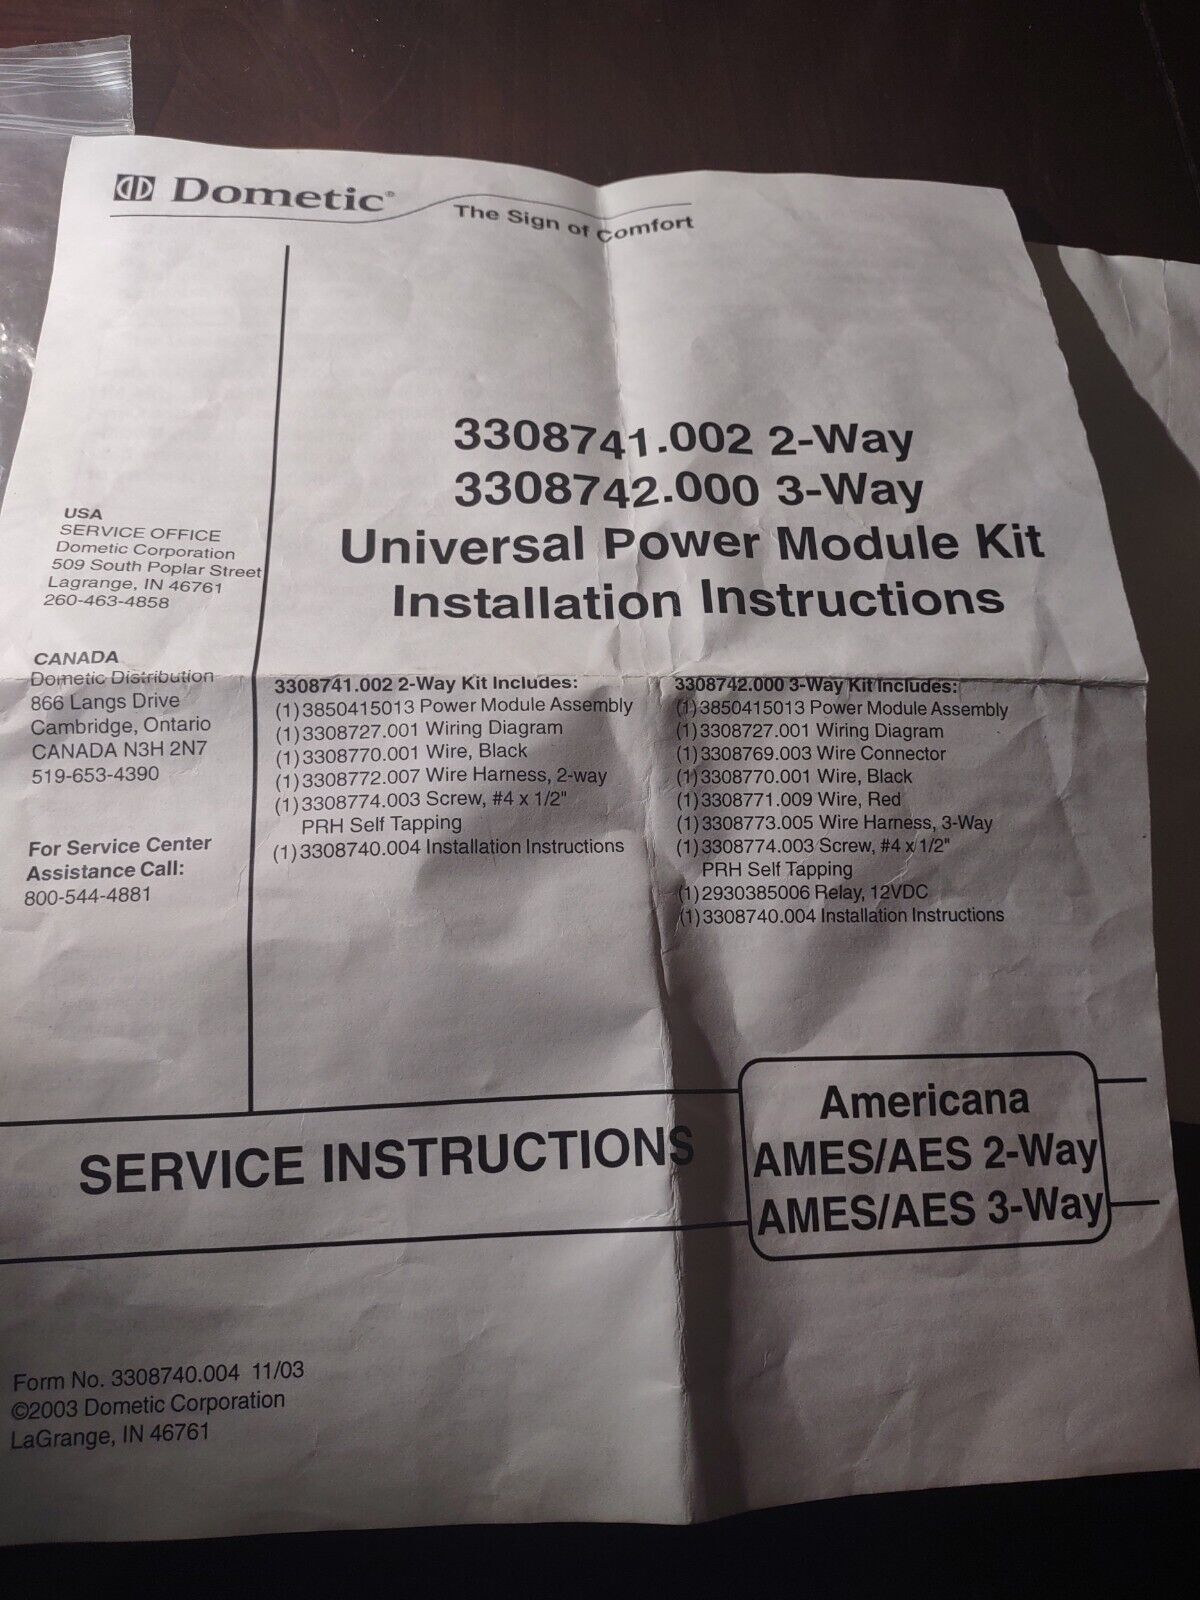 Dometic®
The Sign of Comfort
3308741.002 2-Way
3308742.000 3-Way
Universal Power Module Kit
Installation Instructions
USA
SERVICE OFFICE
Dometic Corporation
509 South Poplar Street
Lagrange, IN 46761
260-463-4858
CANADA
Dometic Distribution
866 Langs Drive
Cambridge, Ontario
CANADA N3H 2N7
519-653-4390
For Service Center
Assistance Call:
800-544-4881
3308741.002 2-Way Kit Includes:
(1)3850415013 Power Module Assembly
(1)3308727.001 Wiring Diagram
(1)3308770.001 Wire, Black
(1)3308772.007 Wire Harness, 2-way
(1)3308774.003 Screw, #4 x 1/2"
PRH Self Tapping
(1)3308740.004 Installation Instructions
3308742.000 3-Way Kit Includes:
(1)3850415013 Power Module Assembly
(1)3308727.001 Wiring Diagram
(1)3308769.003 Wire Connector
(1)3308770.001 Wire, Black
(1)3308771.009 Wire, Red
(1)3308773.005 Wire Harness, 3-Way
(1)3308774.003 Screw, #4 x 1/2"
PRH Self Tapping
(1)2930385006 Relay, 12VDC
(1)3308740.004 Installation Instructions
SERVICE INSTRUCTIONS
Americana
AMES/AES 2-Way
AMES/AES 3-Way
Form No. 3308740.004 11/03
©2003 Dometic Corporation
LaGrange, IN 46761